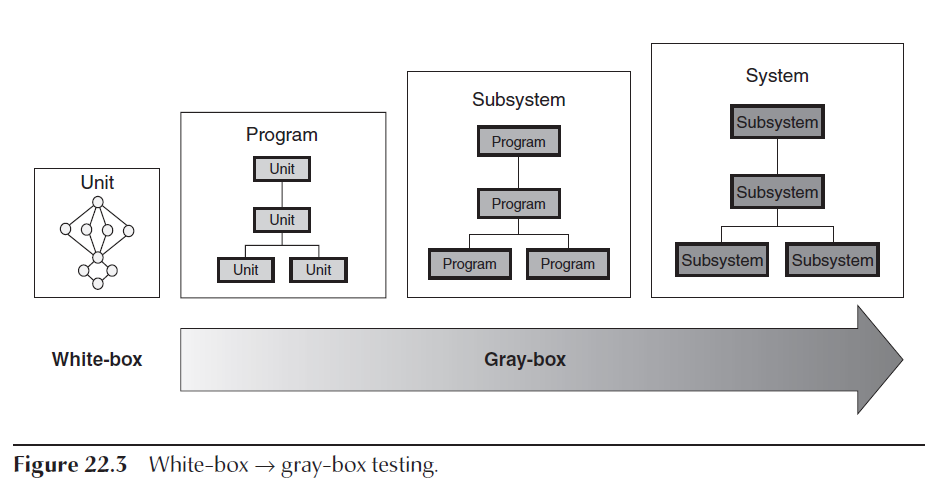 Unit
Program
Unit
Unit
Unit
Unit
Subsystem
Program
Program
Program
Program
System
Subsystem
Subsystem
Subsystem
Subsystem
White-box
Gray-box
Figure 22.3 White-box → gray-box testing.